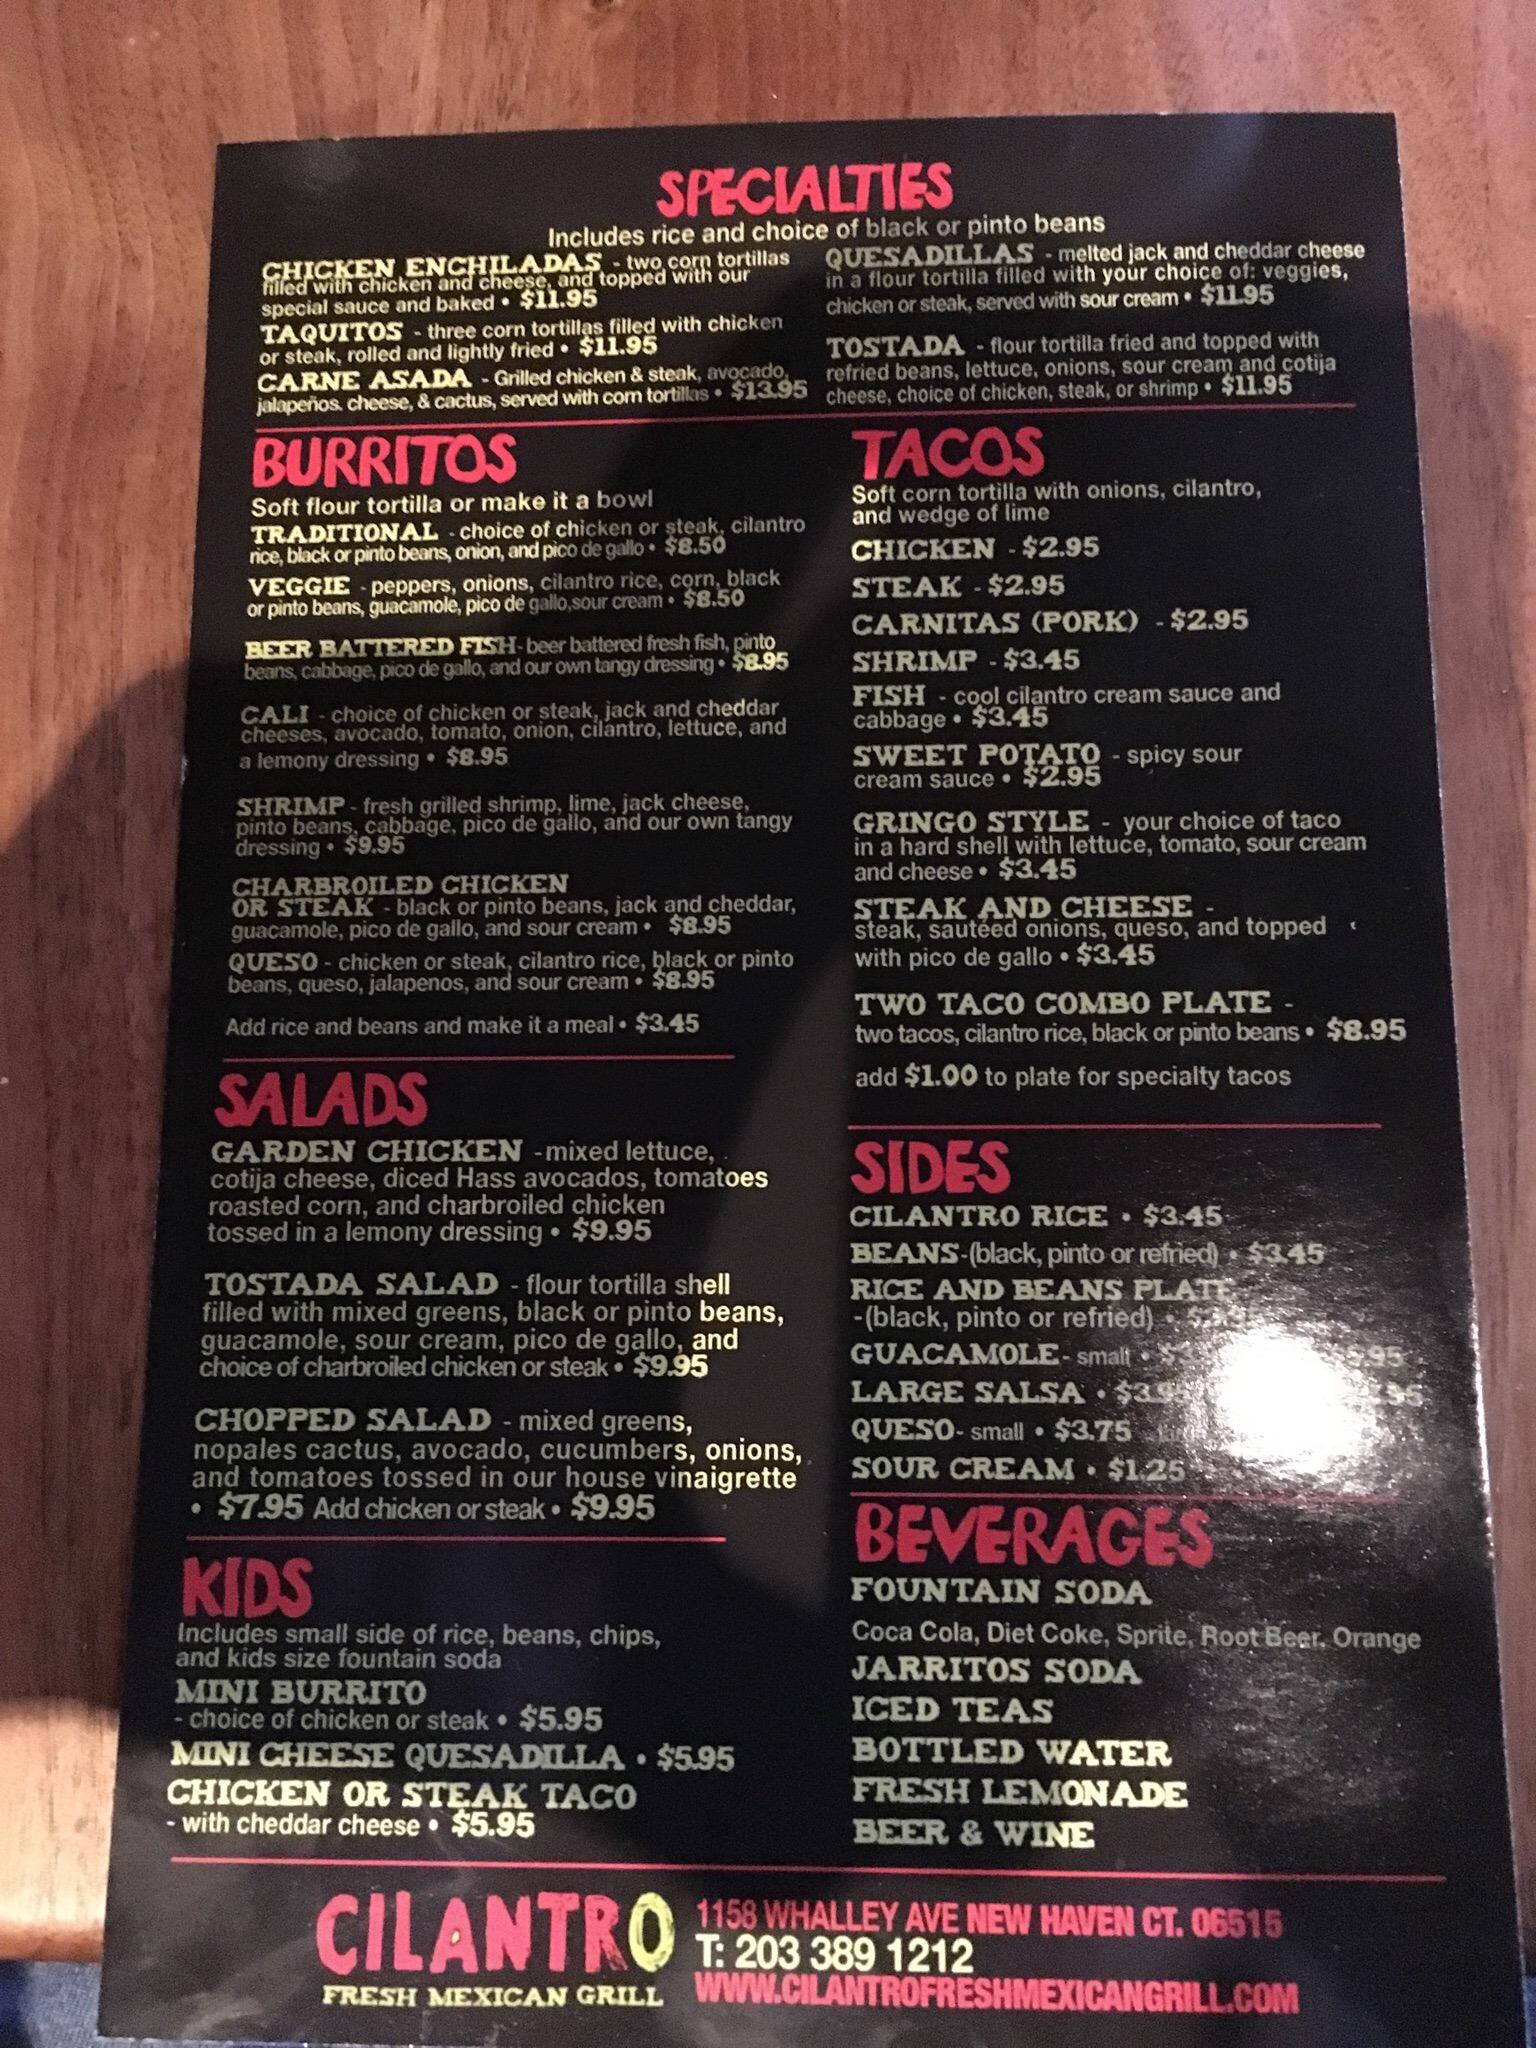 SPECIALTIES
Includes rice and choice of black or pinto beans
CHICKEN ENCHILADAS - two corn tortillas
filled with chicken and cheese, and topped with our
special sauce and baked • $11.95
TAQUITOS - three corn tortillas filled with chicken
or steak, rolled and lightly fried • $11.95
CARNE ASADA - Grilled chicken & steak, avocado,
jalapeños. cheese, & cactus, served with corn tortillas • $13.95
QUESADILLAS - melted jack and cheddar cheese
in a flour tortilla filled with your choice of: veggies,
chicken or steak, served with sour cream • $11.95
TOSTADA - flour tortilla fried and topped with
refried beans, lettuce, onions, sour cream and cotija
cheese, choice of chicken, steak, or shrimp • $11.95
BURRITOS
Soft flour tortilla or make it a bowl
TRADITIONAL - choice of chicken or steak, cilantro
rice, black or pinto beans, onion, and pico de gallo • $8.50
VEGGIE - peppers, onions, cilantro rice, corn, black
or pinto beans, guacamole, pico de gallo,sour cream • $8.50
BEER BATTERED FISH- beer battered fresh fish, pinto
beans, cabbage, pico de gallo, and our own tangy dressing • $8.95
CALI - choice of chicken or steak, jack and cheddar
cheeses, avocado, tomato, onion, cilantro, lettuce, and
a lemony dressing • $8.95
SHRIMP - fresh grilled shrimp, lime, jack cheese,
pinto beans, cabbage, pico de gallo, and our own tangy
dressing • $9.95
CHARBROILED CHICKEN
OR STEAK - black or pinto beans, jack and cheddar,
guacamole, pico de gallo, and sour cream • $8.95
QUESO - chicken or steak, cilantro rice, black or pinto
beans, queso, jalapenos, and sour cream • $8.95
Add rice and beans and make it a meal • $3.45
SALADS
GARDEN CHICKEN -mixed lettuce,
cotija cheese, diced Hass avocados, tomatoes
roasted corn, and charbroiled chicken
tossed in a lemony dressing • $9.95
TOSTADA SALAD - flour tortilla shell
filled with mixed greens, black or pinto beans,
guacamole, sour cream, pico de gallo, and
choice of charbroiled chicken or steak • $9.95
CHOPPED SALAD - mixed greens,
nopales cactus, avocado, cucumbers, onions,
and tomatoes tossed in our house vinaigrette
• $7.95 Add chicken or steak • $9.95
KIDS
Includes small side of rice, beans, chips,
and kids size fountain soda
MINI BURRITO
- choice of chicken or steak • $5.95
MINI CHEESE QUESADILLA • $5.95
CHICKEN OR STEAK TACO
- with cheddar cheese • $5.95
TACOS
Soft corn tortilla with onions, cilantro,
and wedge of lime
CHICKEN - $2.95
STEAK - $2.95
CARNITAS (PORK) - $2.95
SHRIMP - $3.45
FISH - cool cilantro cream sauce and
cabbage • $3.45
SWEET POTATO - spicy sour
cream sauce • $2.95
GRINGO STYLE - your choice of taco
in a hard shell with lettuce, tomato, sour cream
and cheese • $3.45
STEAK AND CHEESE -
steak, sautéed onions, queso, and topped
with pico de gallo • $3.45
TWO TACO COMBO PLATE -
two tacos, cilantro rice, black or pinto beans • $8.95
add $1.00 to plate for specialty tacos
SIDES
CILANTRO RICE • $3.45
BEANS-(black, pinto or refried) • $3.45
RICE AND BEANS PLATE
-(black, pinto or refried) •
GUACAMOLE- small •
LARGE SALSA •
QUESO- small • $3.75
SOUR CREAM • $1.25
BEVERAGES
FOUNTAIN SODA
Coca Cola, Diet Coke, Sprite, Root Beer, Orange
JARRITOS SODA
ICED TEAS
BOTTLED WATER
FRESH LEMONADE
BEER & WINE
CILANTRO
FRESH MEXICAN GRILL
1158 WHALLEY AVE NEW HAVEN CT. 06515
T: 203 389 1212
WWW.CILANTROFRESHMEXICANGRILL.COM